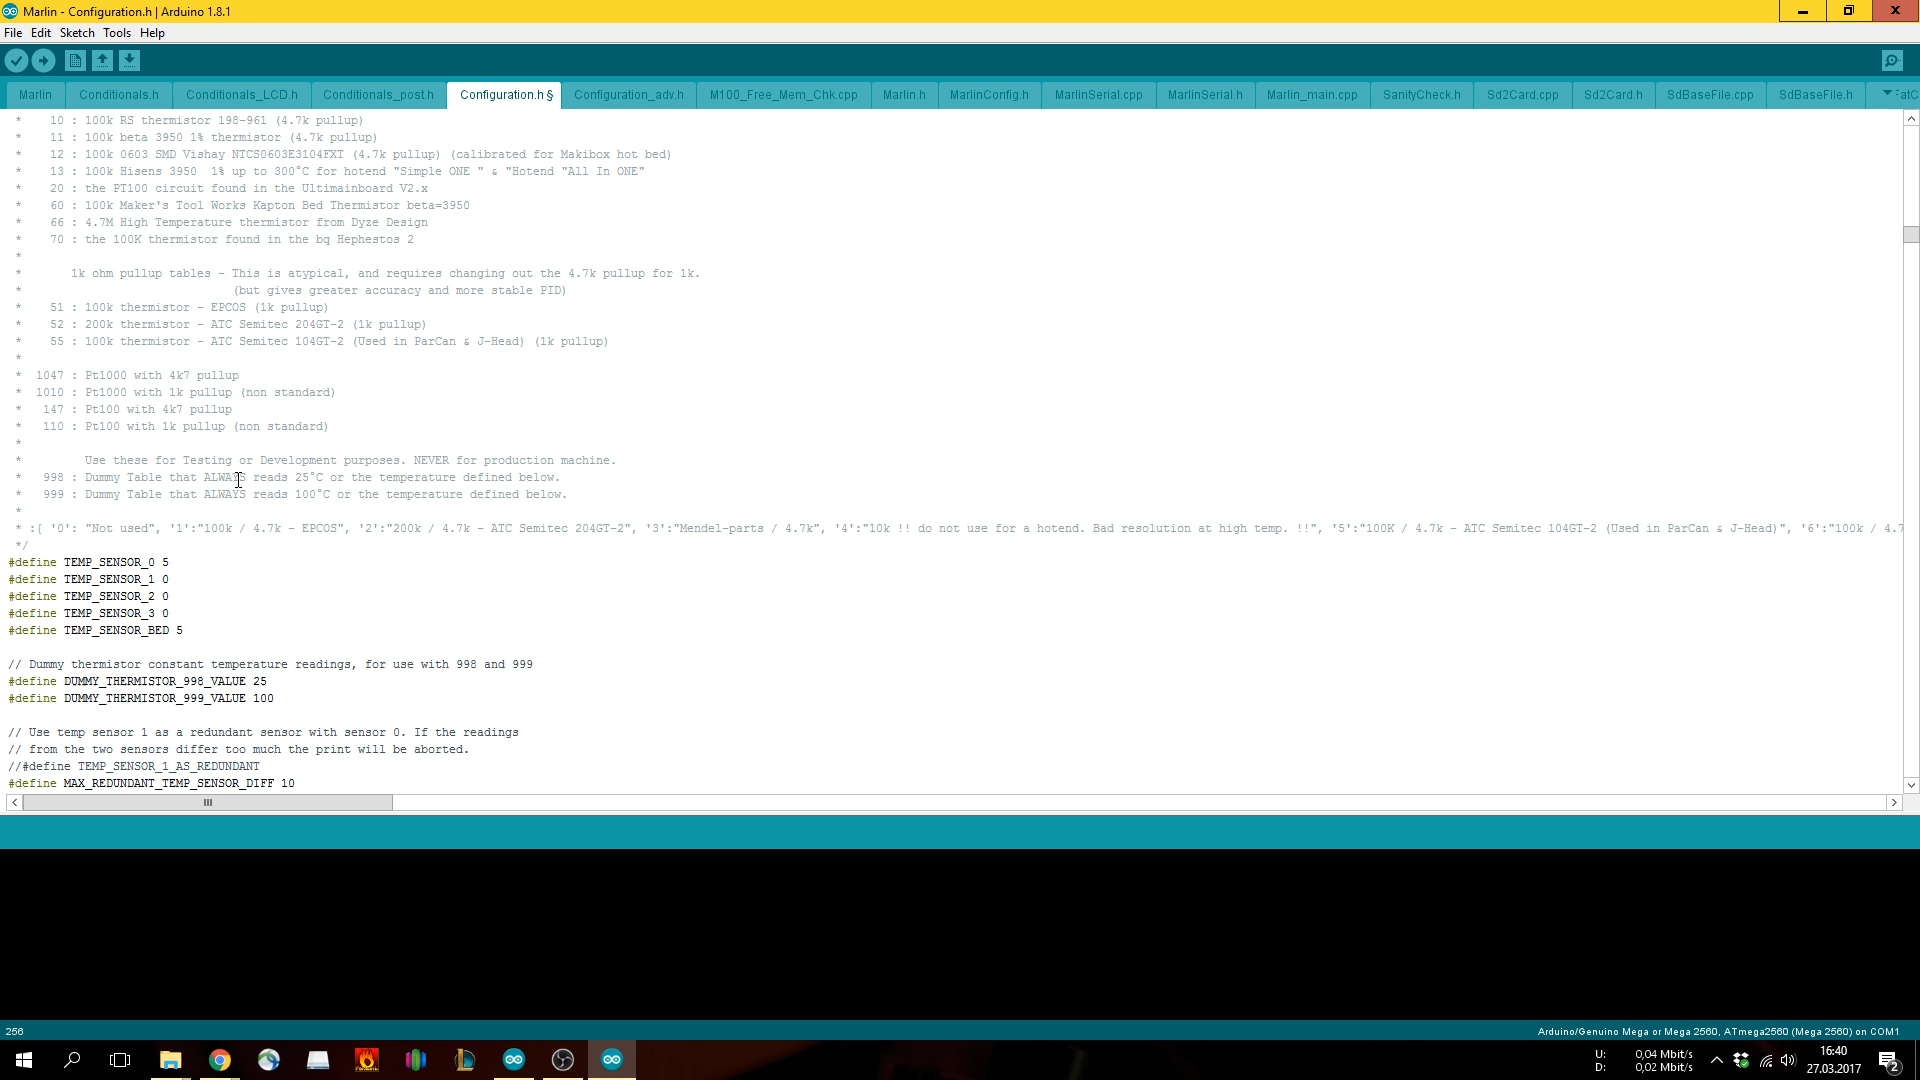 Marlin - Configuration.h | Arduino 1.8.1
File Edit Sketch Tools Help
Marlin Conditionals.h Conditionals_LCD.h Conditionals_post.h Configuration.h § Configuration_adv.h M100_Free_Mem_Chk.cpp Marlin.h MarlinConfig.h MarlinSerial.cpp MarlinSerial.h Marlin_main.cpp SanityCheck.h Sd2Card.cpp Sd2Card.h SdBaseFile.cpp SdBaseFile.h
*    10 : 100k RS thermistor 198-961 (4.7k pullup)
*    11 : 100k beta 3950 1% thermistor (4.7k pullup)
*    12 : 100k 0603 SMD Vishay NTCS0603E3104FXT (4.7k pullup) (calibrated for Makibox hot bed)
*    13 : 100k Hisens 3950  1% up to 300°C for hotend "Simple ONE " & "Hotend "All In ONE"
*    20 : the PT100 circuit found in the Ultimainboard V2.x
*    60 : 100k Maker's Tool Works Kapton Bed Thermistor beta=3950
*    66 : 4.7M High Temperature thermistor from Dyze Design
*    70 : the 100K thermistor found in the bq Hephestos 2
*
*       1k ohm pullup tables - This is atypical, and requires changing out the 4.7k pullup for 1k.
*                              (but gives greater accuracy and more stable PID)
*    51 : 100k thermistor - EPCOS (1k pullup)
*    52 : 200k thermistor - ATC Semitec 204GT-2 (1k pullup)
*    55 : 100k thermistor - ATC Semitec 104GT-2 (Used in ParCan & J-Head) (1k pullup)
*
*  1047 : Pt1000 with 4k7 pullup
*  1010 : Pt1000 with 1k pullup (non standard)
*   147 : Pt100 with 4k7 pullup
*   110 : Pt100 with 1k pullup (non standard)
*
*         Use these for Testing or Development purposes. NEVER for production machine.
*   998 : Dummy Table that ALWAYS reads 25°C or the temperature defined below.
*   999 : Dummy Table that ALWAYS reads 100°C or the temperature defined below.
*
* :{ '0': "Not used", '1':"100k / 4.7k - EPCOS", '2':"200k / 4.7k - ATC Semitec 204GT-2", '3':"Mendel-parts / 4.7k", '4':"10k !! do not use for a hotend. Bad resolution at high temp. !!", '5':"100K / 4.7k - ATC Semitec 104GT-2 (Used in ParCan & J-Head)", '6':"100k / 4.7
*/
#define TEMP_SENSOR_0 5
#define TEMP_SENSOR_1 0
#define TEMP_SENSOR_2 0
#define TEMP_SENSOR_3 0
#define TEMP_SENSOR_BED 5
// Dummy thermistor constant temperature readings, for use with 998 and 999
#define DUMMY_THERMISTOR_998_VALUE 25
#define DUMMY_THERMISTOR_999_VALUE 100
// Use temp sensor 1 as a redundant sensor with sensor 0. If the readings
// from the two sensors differ too much the print will be aborted.
//#define TEMP_SENSOR_1_AS_REDUNDANT
#define MAX_REDUNDANT_TEMP_SENSOR_DIFF 10
256
Arduino/Genuino Mega or Mega 2560, ATmega2560 (Mega 2560) on COM1
U: 0,04 Mbit/s
D: 0,02 Mbit/s
16:40
27.03.2017
2